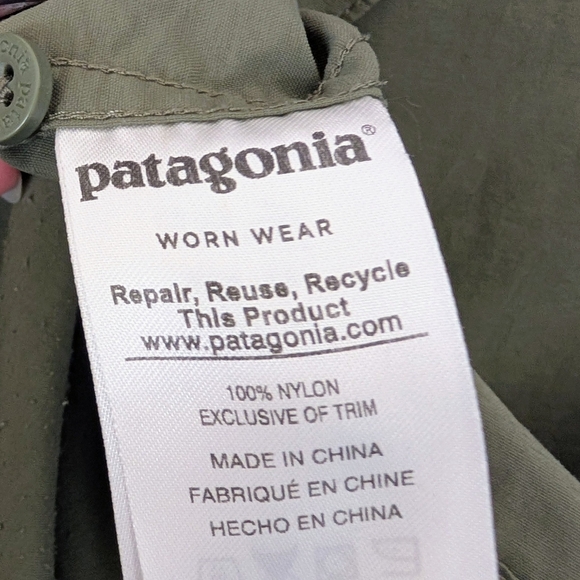 patagonia®
WORN WEAR
Repair, Reuse, Recycle
This Product
www.patagonia.com
100% NYLON
EXCLUSIVE OF TRIM
MADE IN CHINA
FABRIQUÉ EN CHINE
HECHO EN CHINA